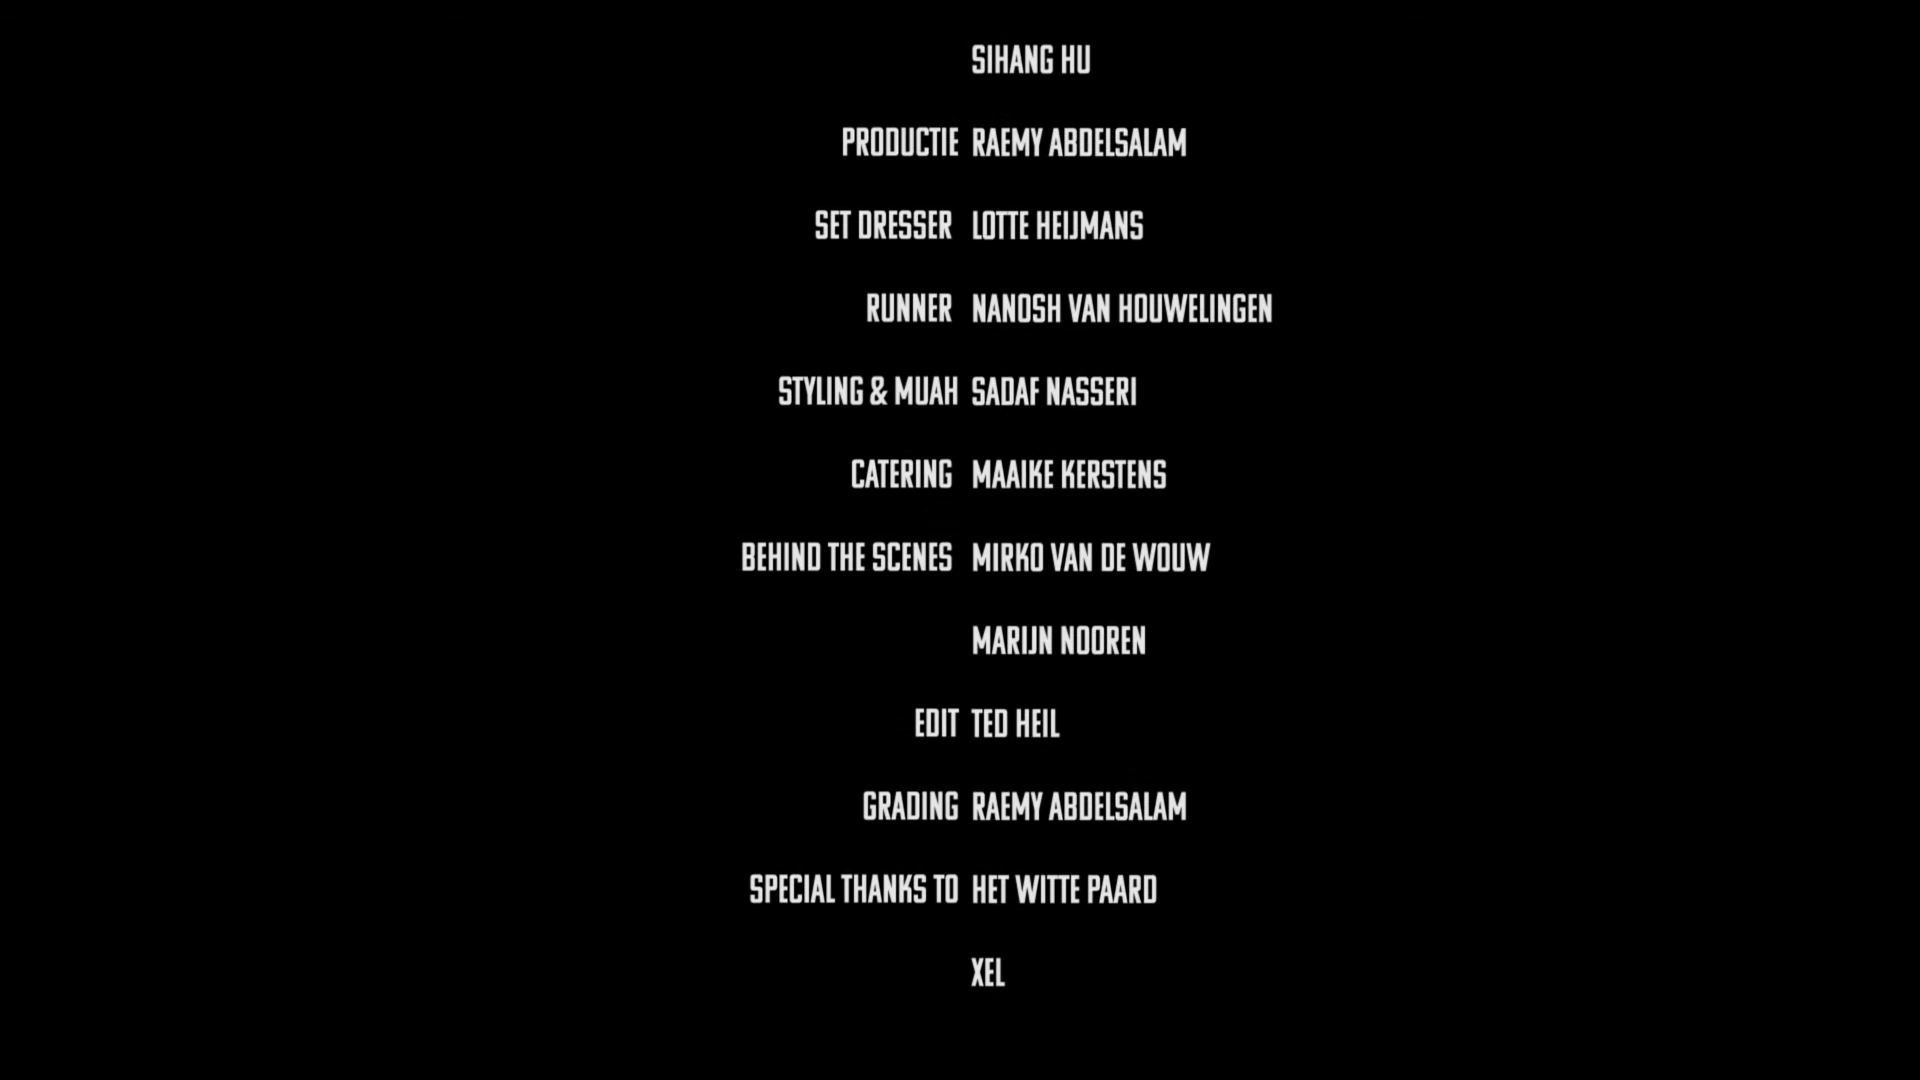 SIHANG HU
PRODUCTIE RAEMY ABDELSALAM
SET DRESSER LOTTE HEIJMANS
RUNNER NANOSH VAN HOUWELINGEN
STYLING & MUAH SADAF NASSERI
CATERING MAAIKE KERSTENS
BEHIND THE SCENES MIRKO VAN DE WOUW
MARIJN NOOREN
EDIT TED HEIL
GRADING RAEMY ABDELSALAM
SPECIAL THANKS TO HET WITTE PAARD
XEL